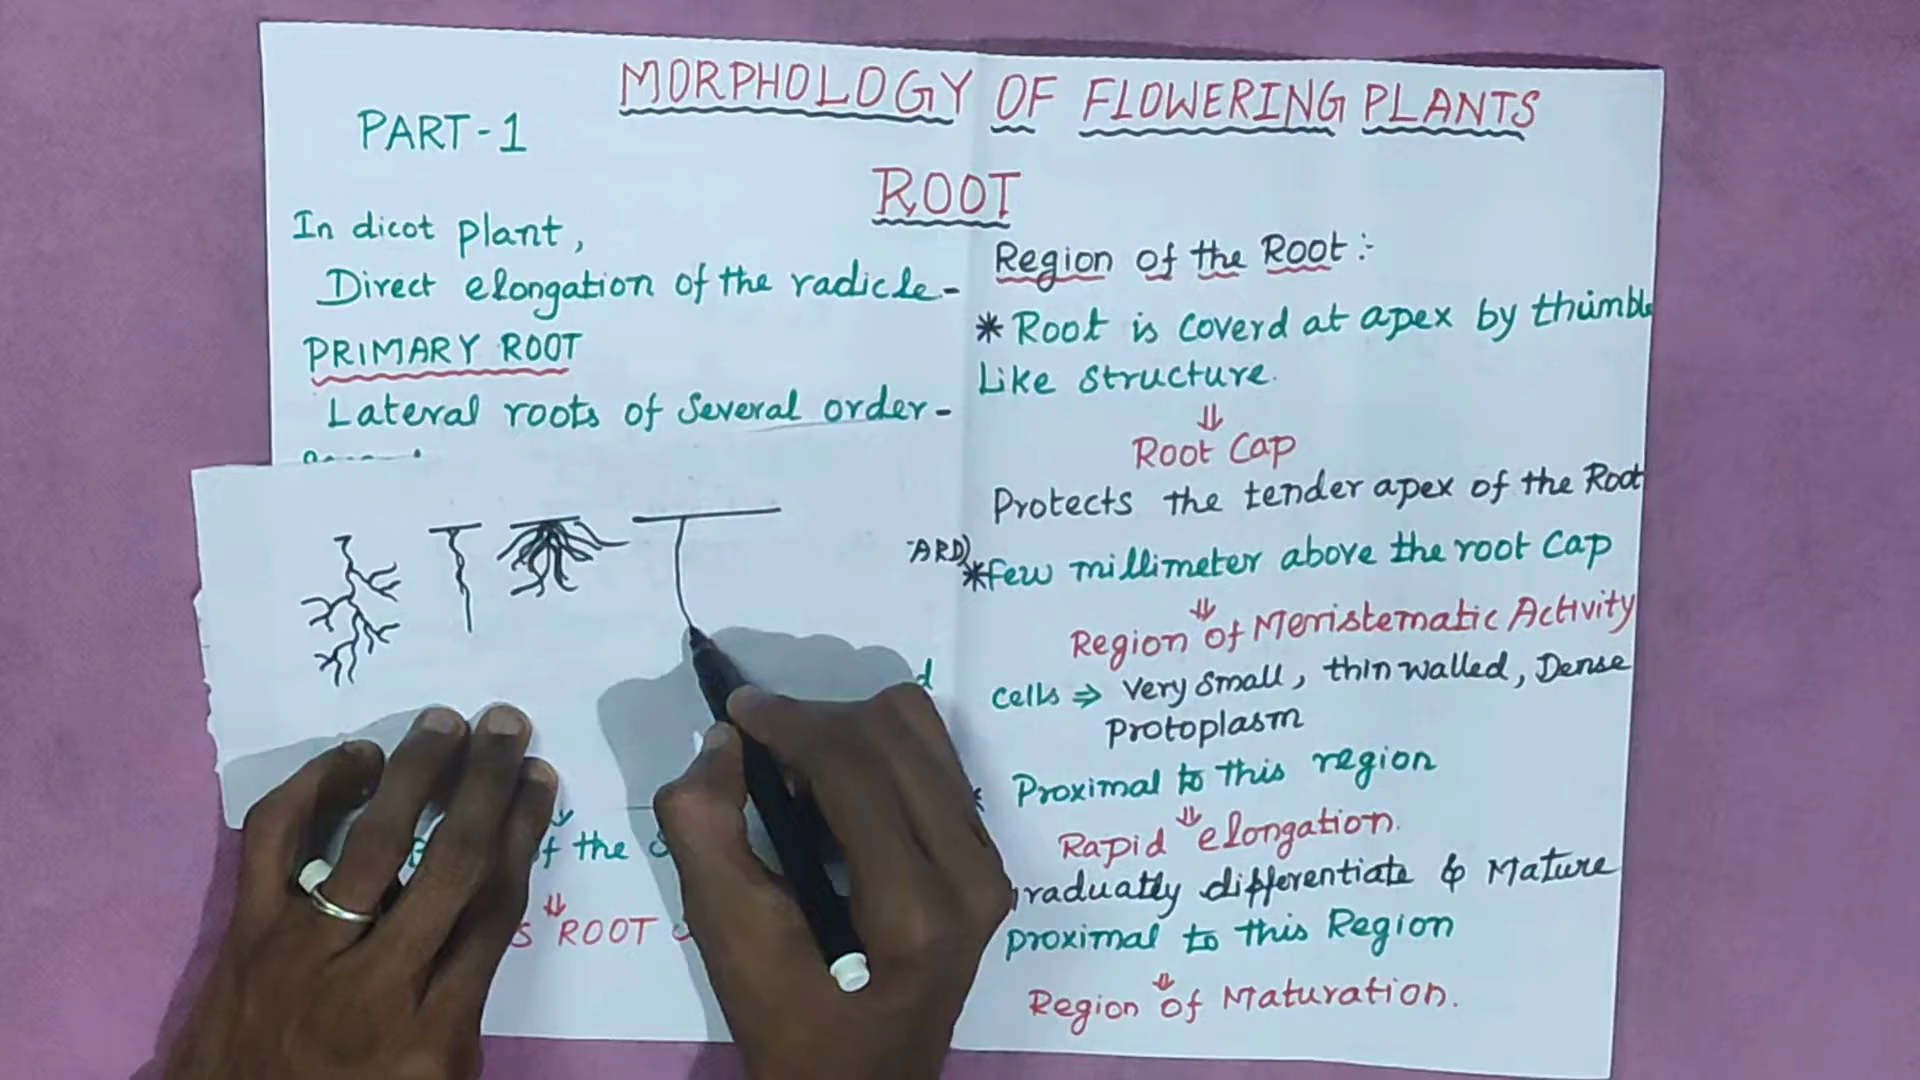 MORPHOLOGY OF FLOWERING PLANTS
PART-1
ROOT
In dicot plant,
Direct elongation of the radicle-
PRIMARY ROOT
Lateral roots of Several order-
of the
ROOT
Region of the Root :-
* Root is Coverd at apex by thimble
Like structure.
⇓
Root Cap
Protects the tender apex of the Root
*few millimeter above the root Cap
⇓
Region of Meristematic Activity
Cells ⇒ Very small, thin walled, Dense
Protoplasm
Proximal to this region
⇓
Rapid elongation.
differentiate & Mature
proximal to this Region
⇓
Region of Maturation.